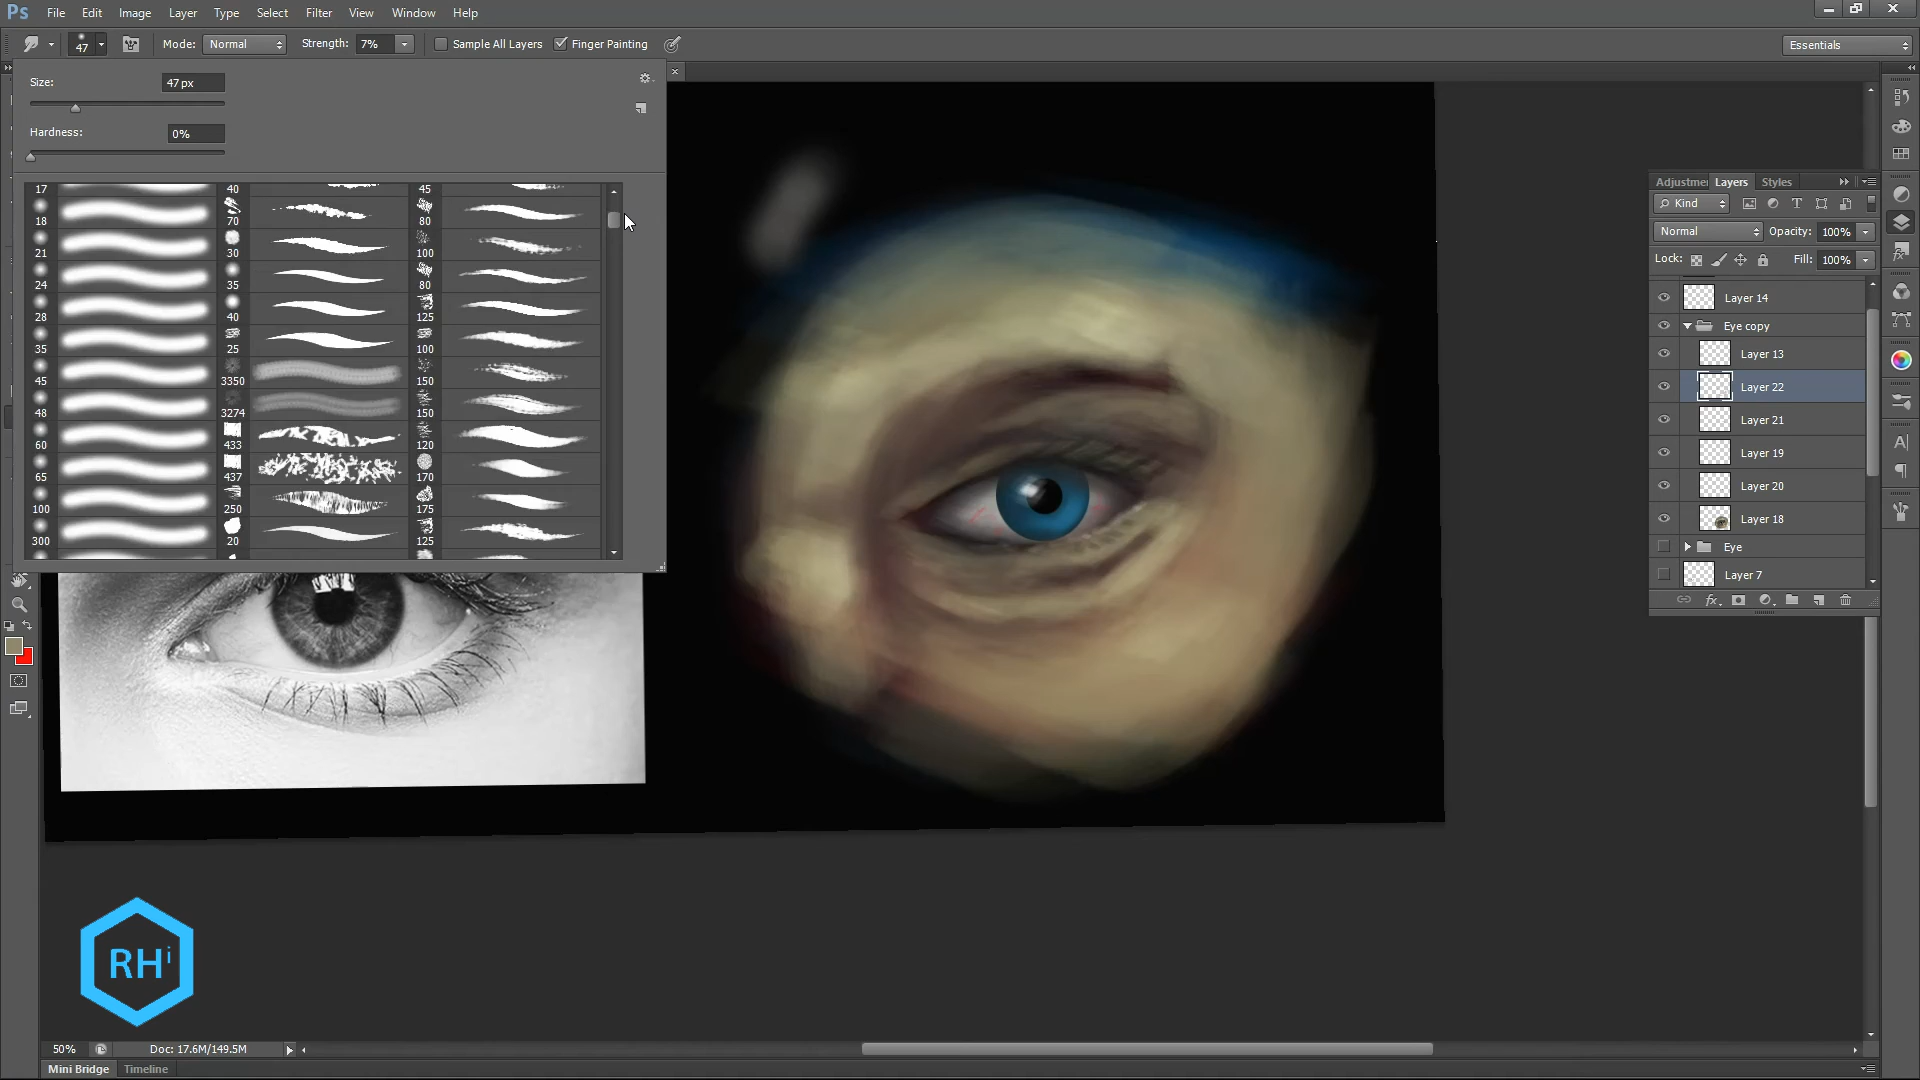 Ps File Edit Image Layer Type Select Filter View Window Help
47 Mode: Normal Strength: 7% Sample All Layers Finger Painting Essentials
Size: 47 px
Hardness: 0%
17 40 45
18 70 80
21 30 100
24 35 80
28 40 125
35 25 100
45 3350 150
48 3274 150
60 433 120
65 437 170
100 250 175
300 20 125
Adjustmer Layers Styles
Kind
Normal Opacity: 100%
Lock: Fill: 100%
Layer 14
Eye copy
Layer 13
Layer 22
Layer 21
Layer 19
Layer 20
Layer 18
Eye
Layer 7
fx
RHi
50% Doc: 17.6M/149.5M
Mini Bridge Timeline